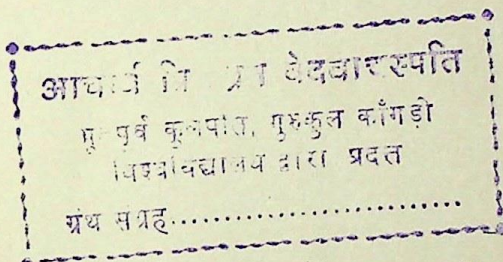 आचार्य प्रि वेदवाचस्पति
पूर्व कुलपति, गुरुकुल काँगड़ी
विश्वविद्यालय द्वारा प्रदत्त
ग्रंथ संग्रह..............................